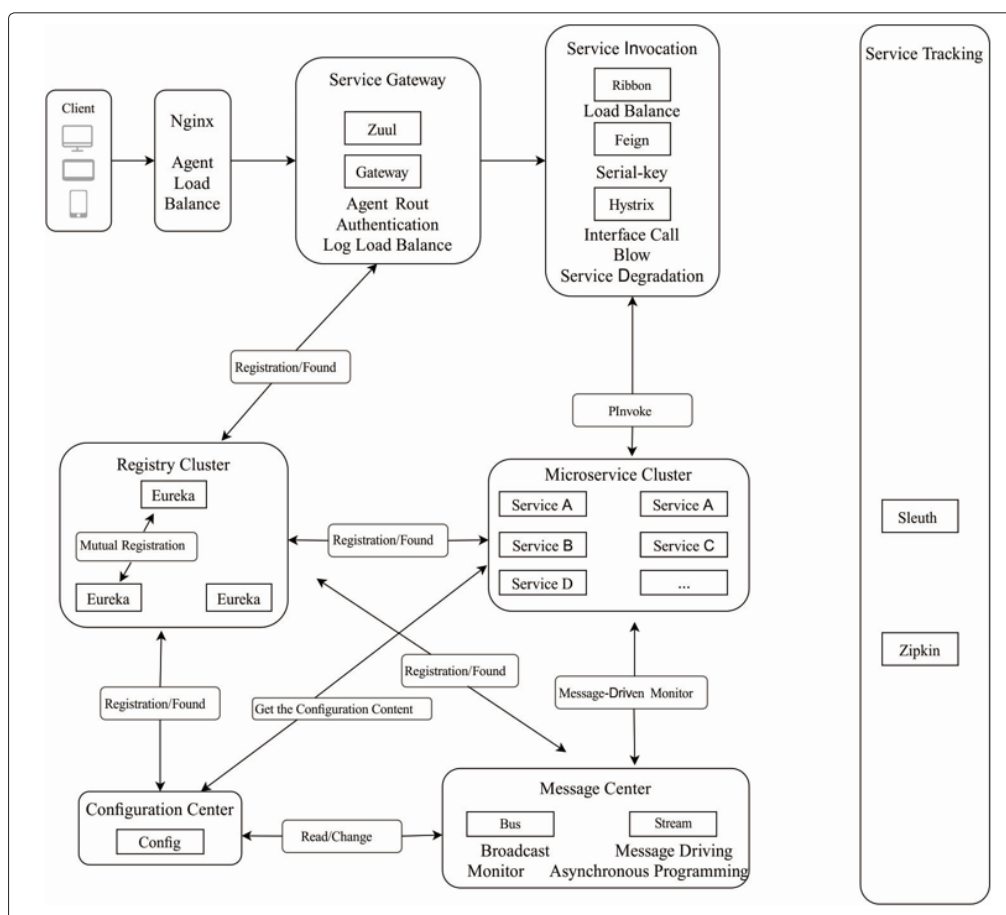 Client
Nginx
Agent
Load
Balance
Service Gateway
Zuul
Gateway
Agent Rout
Authentication
Log Load Balance
Service Invocation
Ribbon
Load Balance
Feign
Serial-key
Hystrix
Interface Call
Blow
Service Degradation
Service Tracking
Registration/Found
PInvoke
Registry Cluster
Eureka
Mutual Registration
Eureka
Eureka
Registration/Found
Microservice Cluster
Service A
Service A
Service B
Service C
Service D
...
Sleuth
Zipkin
Registration/Found
Get the Configuration Content
Registration/Found
Message-Driven Monitor
Configuration Center
Config
Read/Change
Message Center
Bus
Stream
Broadcast
Monitor
Message Driving
Asynchronous Programming